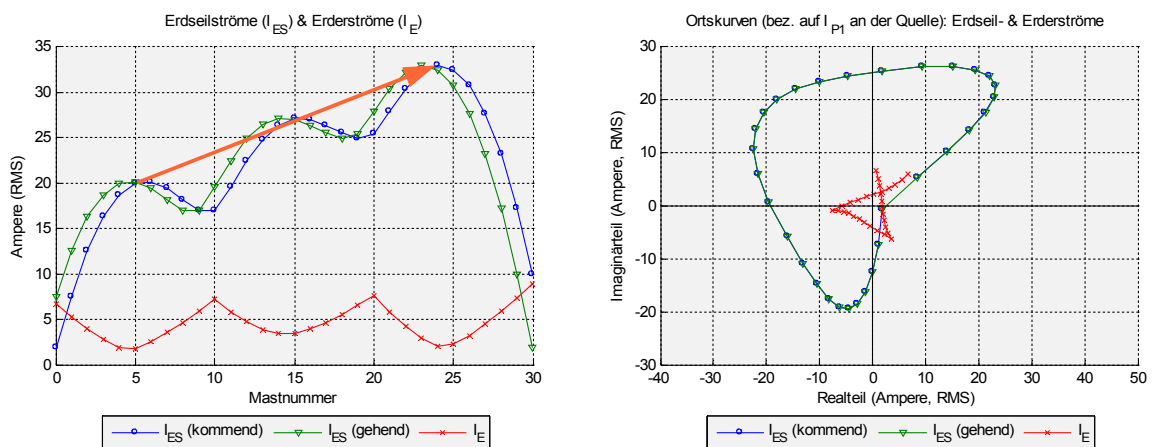 Erdseilströme (I_ES) & Erderströme (I_E)
Ampere (RMS)
35
30
25
20
15
10
5
0
0 5 10 15 20 25 30
Mastnummer
I_ES (kommend) I_ES (gehend) I_E
Ortskurven (bez. auf I_P1 an der Quelle): Erdseil- & Erderströme
Imaginärteil (Ampere, RMS)
30
20
10
0
-10
-20
-30
-40 -30 -20 -10 0 10 20 30 40 50
Realteil (Ampere, RMS)
I_ES (kommend) I_ES (gehend) I_E